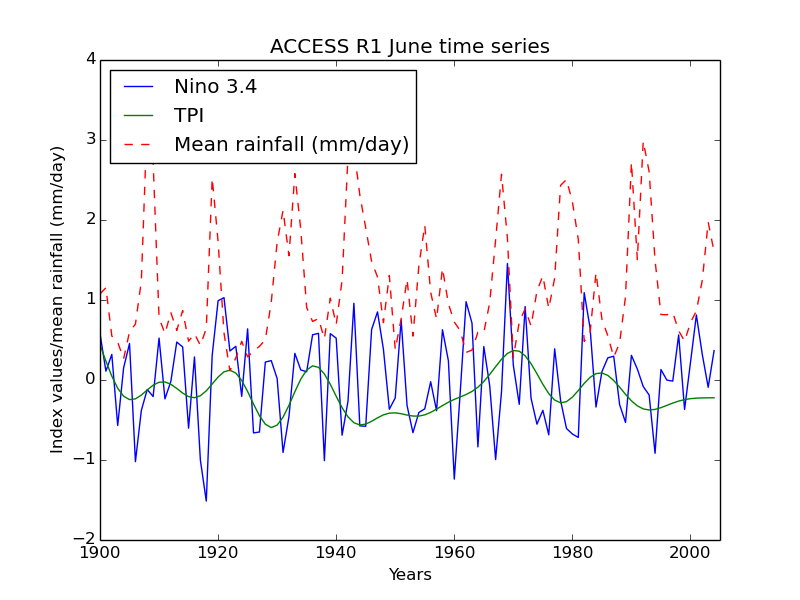 ACCESS R1 June time series
Nino 3.4
TPI
Mean rainfall (mm/day)
Index values/mean rainfall (mm/day)
4
3
2
1
0
−1
−2
1900 1920 1940 1960 1980 2000
Years